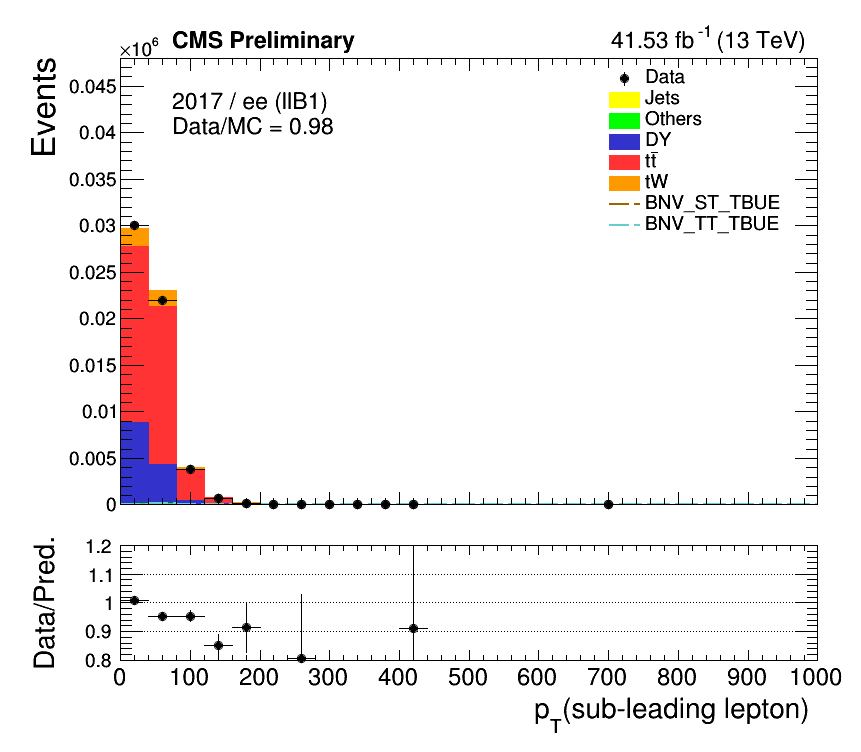 ×10⁶ CMS Preliminary 41.53 fb⁻¹ (13 TeV)
Events
0.045
0.04
0.035
0.03
0.025
0.02
0.015
0.01
0.005
0
2017 / ee (llB1)
Data/MC = 0.98
Data
Jets
Others
DY
tt̄
tW
BNV_ST_TBUE
BNV_TT_TBUE
Data/Pred.
1.2
1.1
1
0.9
0.8
0 100 200 300 400 500 600 700 800 900 1000
p_T(sub-leading lepton)